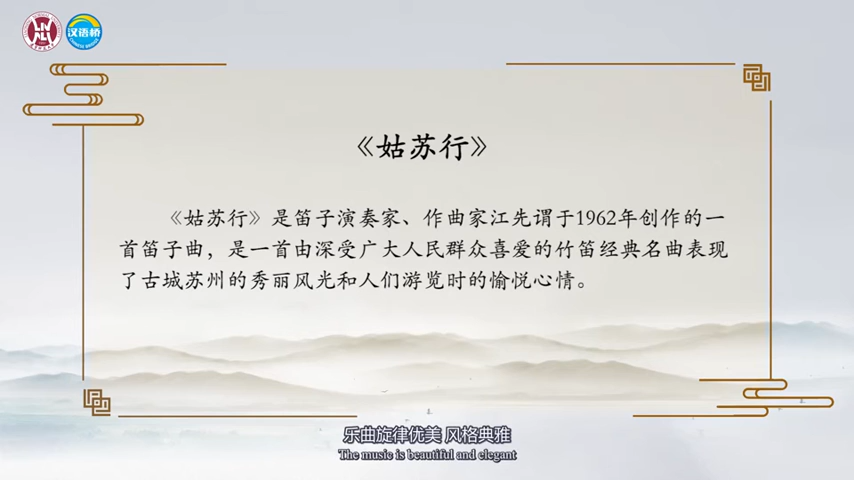 汉语桥
CHINESE BRIDGE
《姑苏行》
《姑苏行》是笛子演奏家、作曲家江先谓于1962年创作的一
首笛子曲，是一首由深受广大人民群众喜爱的竹笛经典名曲表现
了古城苏州的秀丽风光和人们游览时的愉悦心情。
乐曲旋律优美 风格典雅
The music is beautiful and elegant